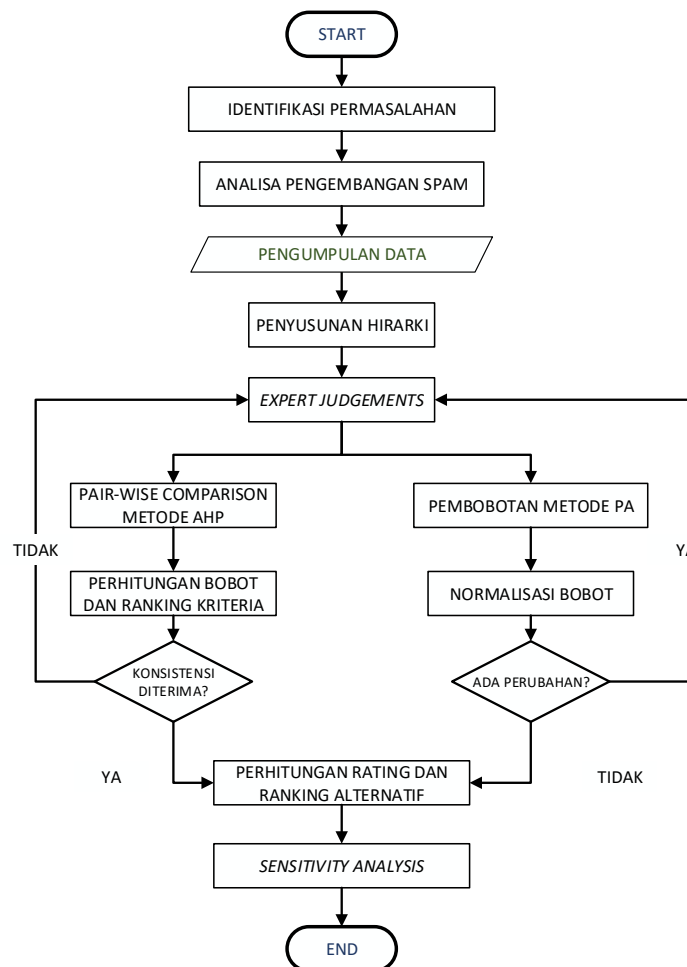 START
IDENTIFIKASI PERMASALAHAN
ANALISA PENGEMBANGAN SPAM
PENGUMPULAN DATA
PENYUSUNAN HIRARKI
EXPERT JUDGEMENTS
PAIR-WISE COMPARISON
METODE AHP
PEMBOBOTAN METODE PA
TIDAK
PERHITUNGAN BOBOT
DAN RANKING KRITERIA
NORMALISASI BOBOT
KONSISTENSI
DITERIMA?
ADA PERUBAHAN?
YA
PERHITUNGAN RATING DAN
RANKING ALTERNATIF
TIDAK
SENSITIVITY ANALYSIS
END